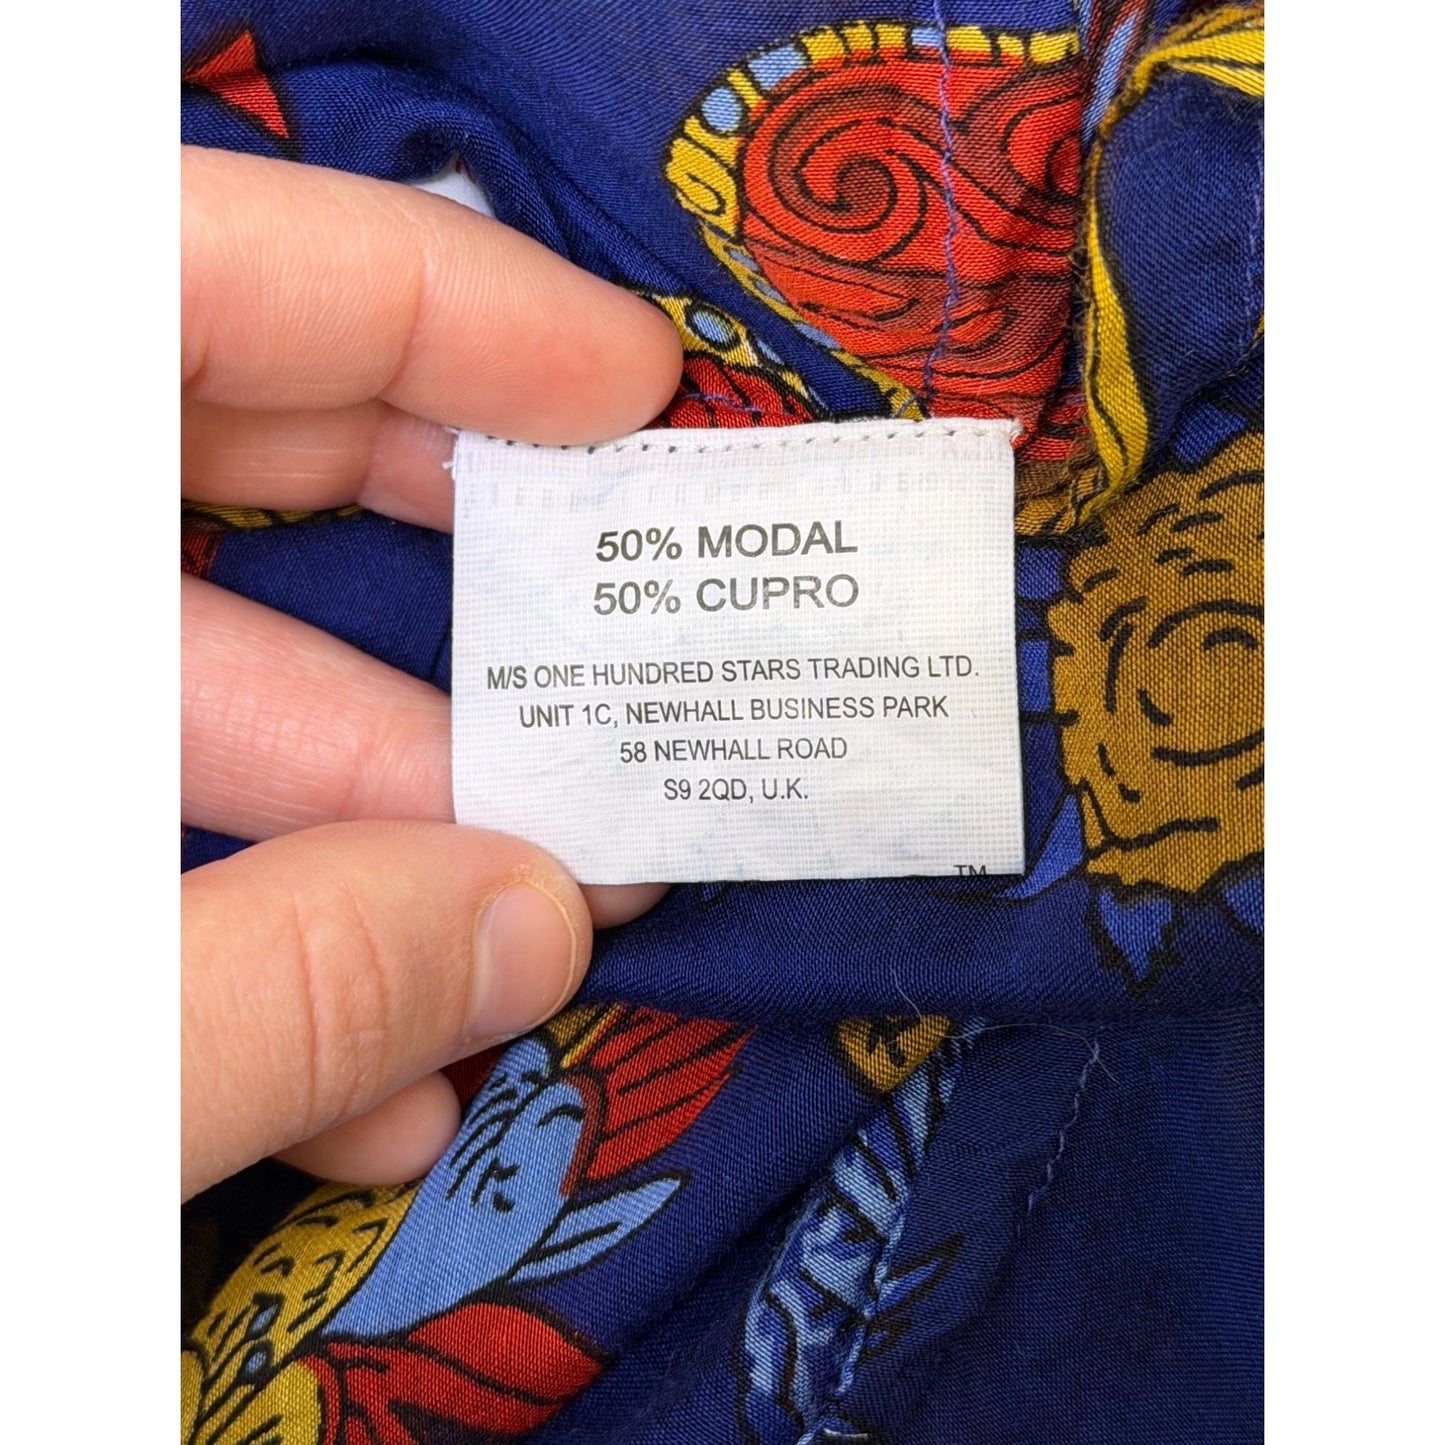 50% MODAL
50% CUPRO
M/S ONE HUNDRED STARS TRADING LTD.
UNIT 1C, NEWHALL BUSINESS PARK
58 NEWHALL ROAD
S9 2QD, U.K.
TM